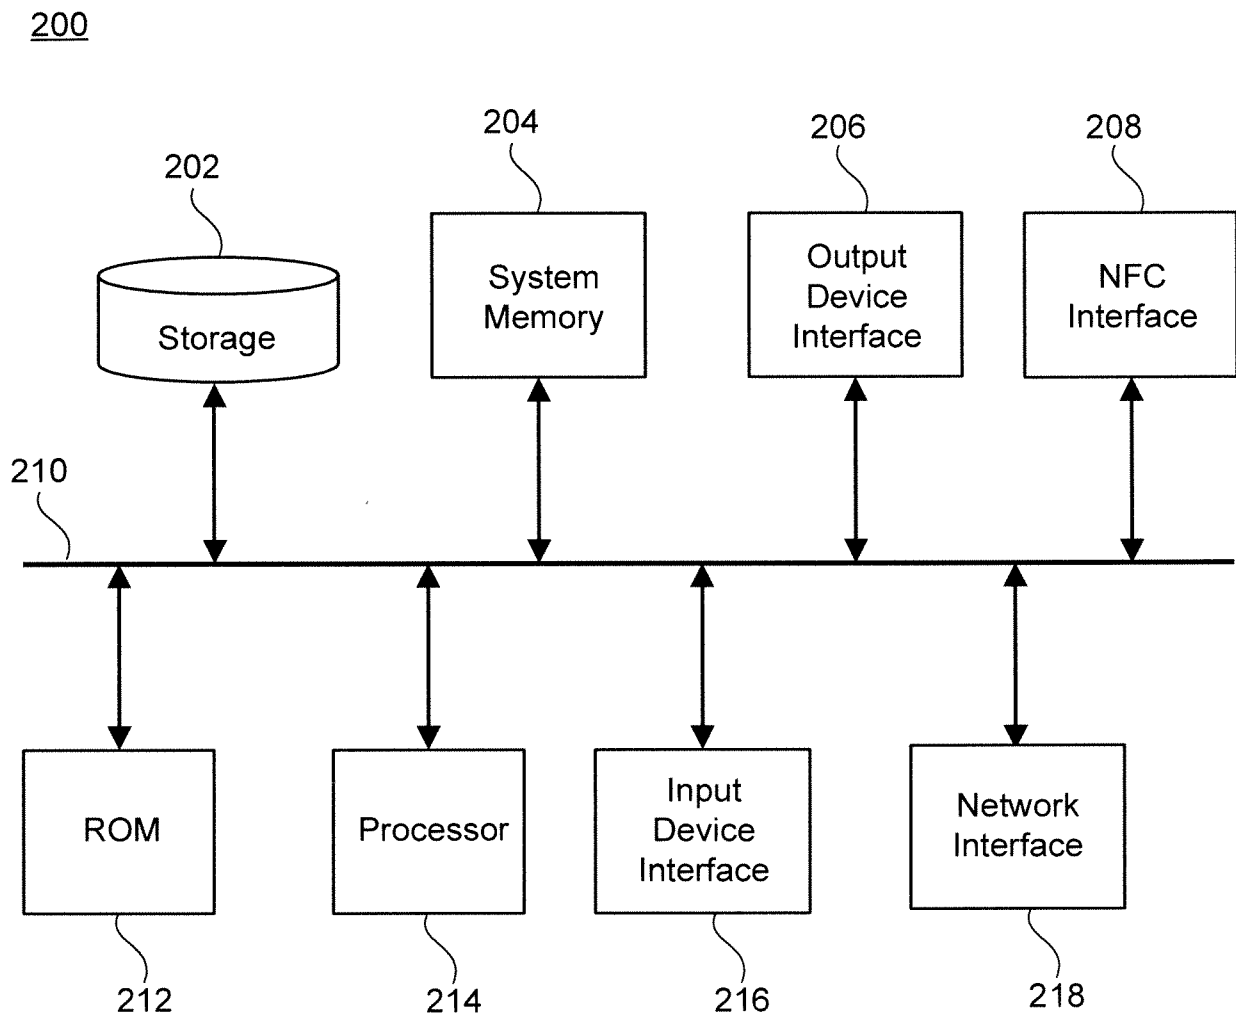 200
202
204
206
208
Storage
System
Memory
Output
Device
Interface
NFC
Interface
210
ROM
Processor
Input
Device
Interface
Network
Interface
212
214
216
218